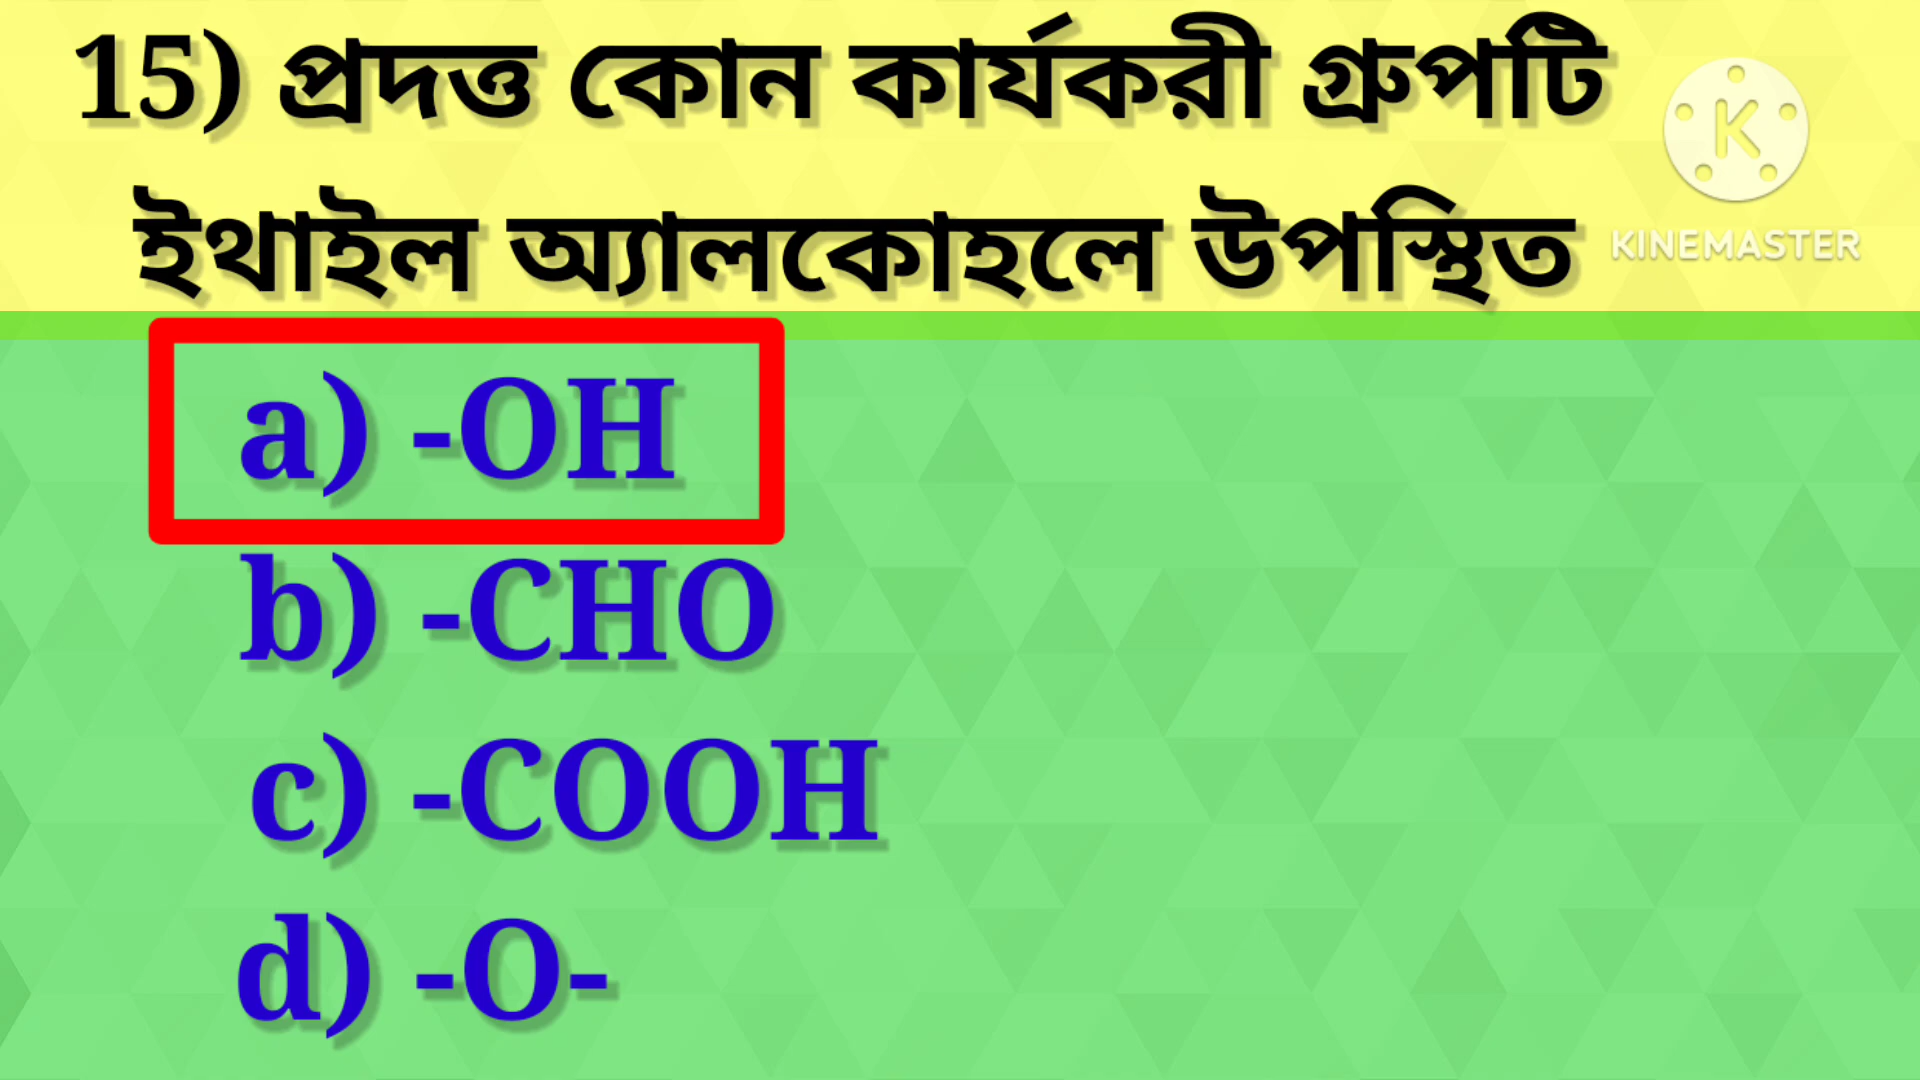 15) প্রদত্ত কোন কার্যকরী গ্রুপটি
ইথাইল অ্যালকোহলে উপস্থিত
K
KINEMASTER
a) -OH
b) -CHO
c) -COOH
d) -O-